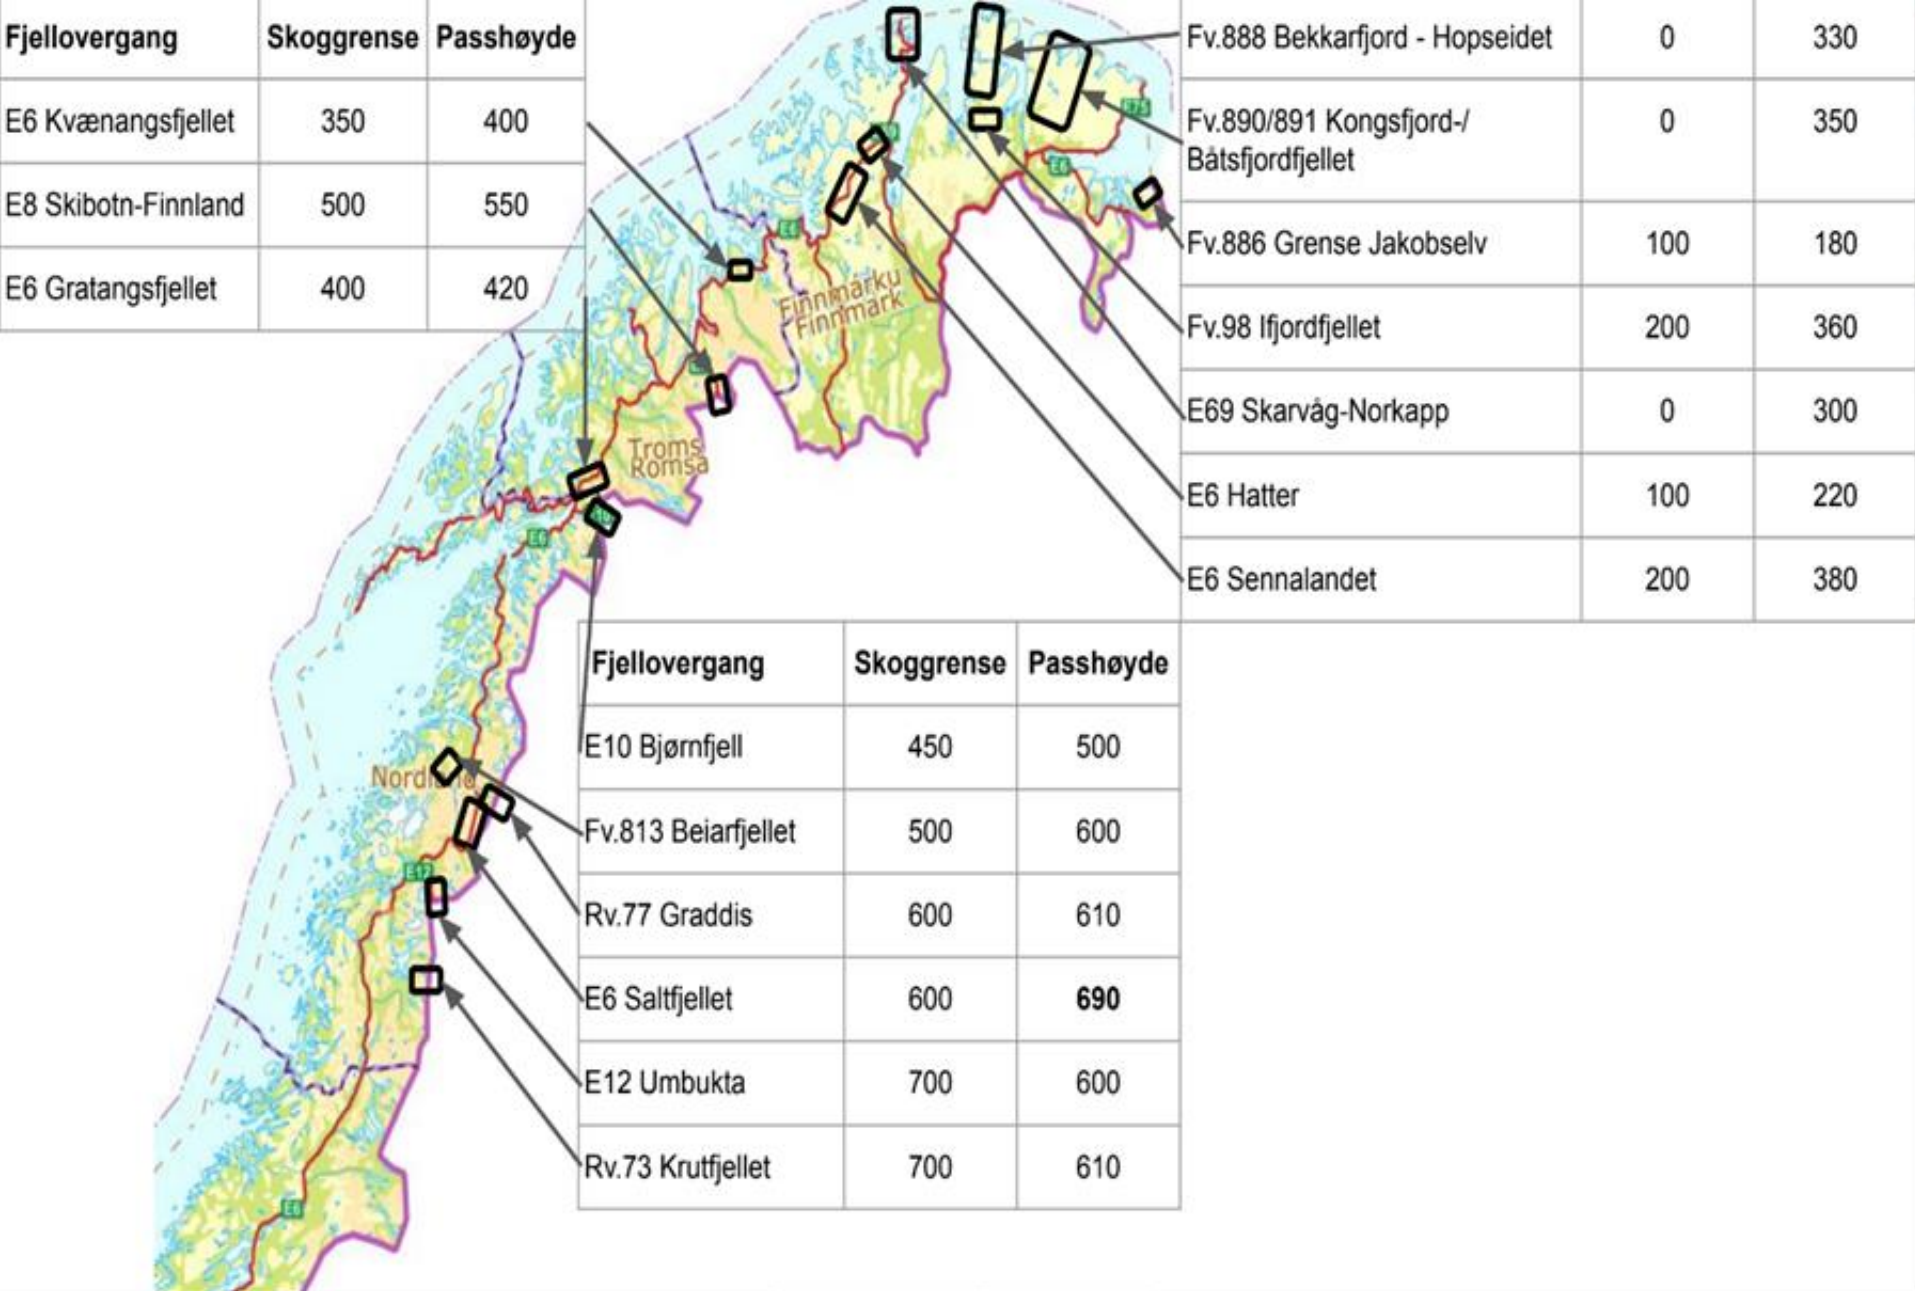 Fjellovergang Skoggrense Passhøyde
E6 Kvænangsfjellet 350 400
E8 Skibotn-Finnland 500 550
E6 Gratangsfjellet 400 420
Fv.888 Bekkarfjord - Hopseidet 0 330
Fv.890/891 Kongsfjord-/ 0 350
Båtsfjordfjellet
Fv.886 Grense Jakobselv 100 180
Fv.98 Ifjordfjellet 200 360
E69 Skarvåg-Norkapp 0 300
E6 Hatter 100 220
E6 Sennalandet 200 380
Fjellovergang Skoggrense Passhøyde
E10 Bjørnfjell 450 500
Fv.813 Beiarfjellet 500 600
Rv.77 Graddis 600 610
E6 Saltfjellet 600 690
E12 Umbukta 700 600
Rv.73 Krutfjellet 700 610
E75
E6
E6
Finnmárku
Finnmark
Troms
Romsa
E6
Nordland
E12
E6